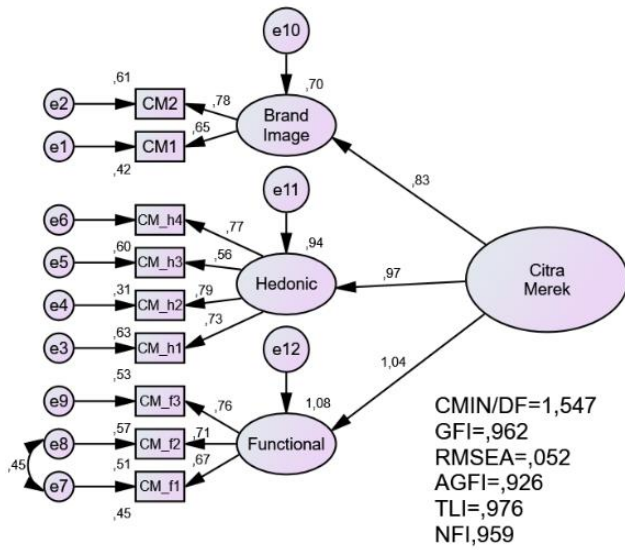 e10
,61
,70
e2
CM2
,78
Brand
Image
,65
e1
CM1
,42
e11
,83
e6
CM_h4
,77
,94
,60
e5
CM_h3
,56
Hedonic
,97
Citra
Merek
,31
e4
CM_h2
,79
,63
,73
e3
CM_h1
e12
,53
1,04
e9
CM_f3
,76
1,08
,57
e8
CM_f2
,71
Functional
,45
,51
,67
e7
CM_f1
,45
CMIN/DF=1,547
GFI=,962
RMSEA=,052
AGFI=,926
TLI=,976
NFI,959